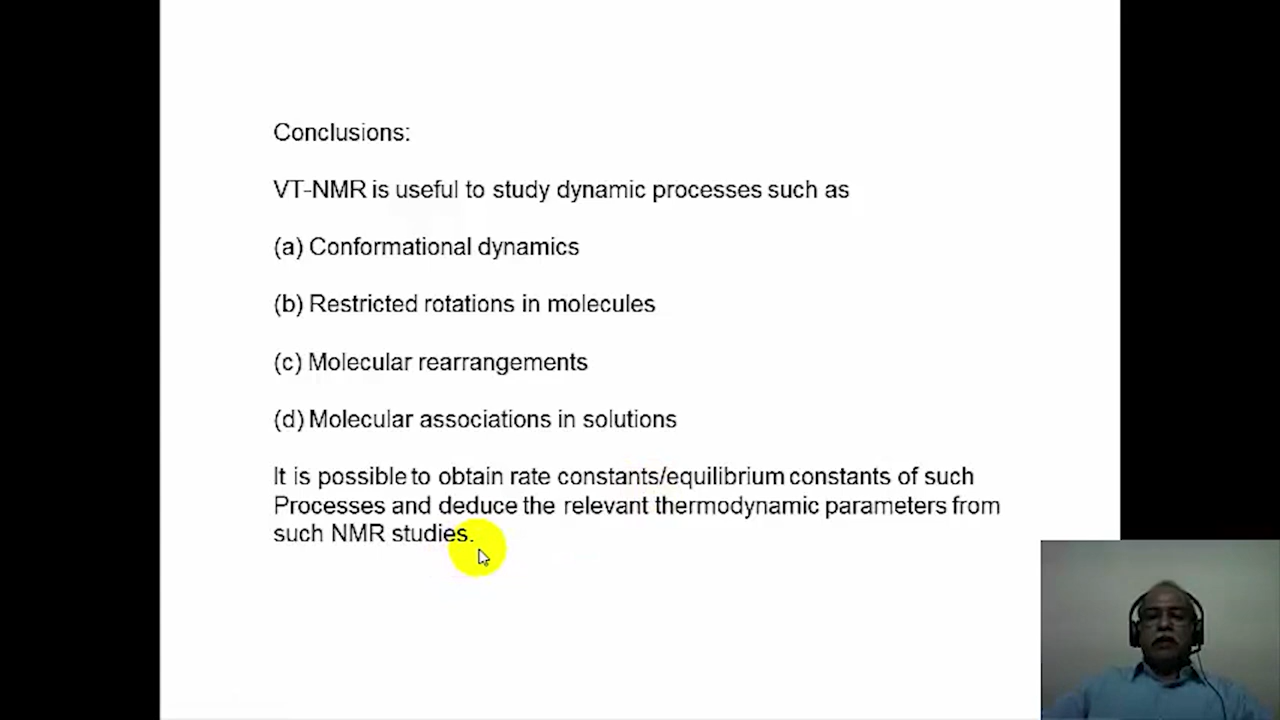 Conclusions:
VT-NMR is useful to study dynamic processes such as
(a) Conformational dynamics
(b) Restricted rotations in molecules
(c) Molecular rearrangements
(d) Molecular associations in solutions
It is possible to obtain rate constants/equilibrium constants of such
Processes and deduce the relevant thermodynamic parameters from
such NMR studies.